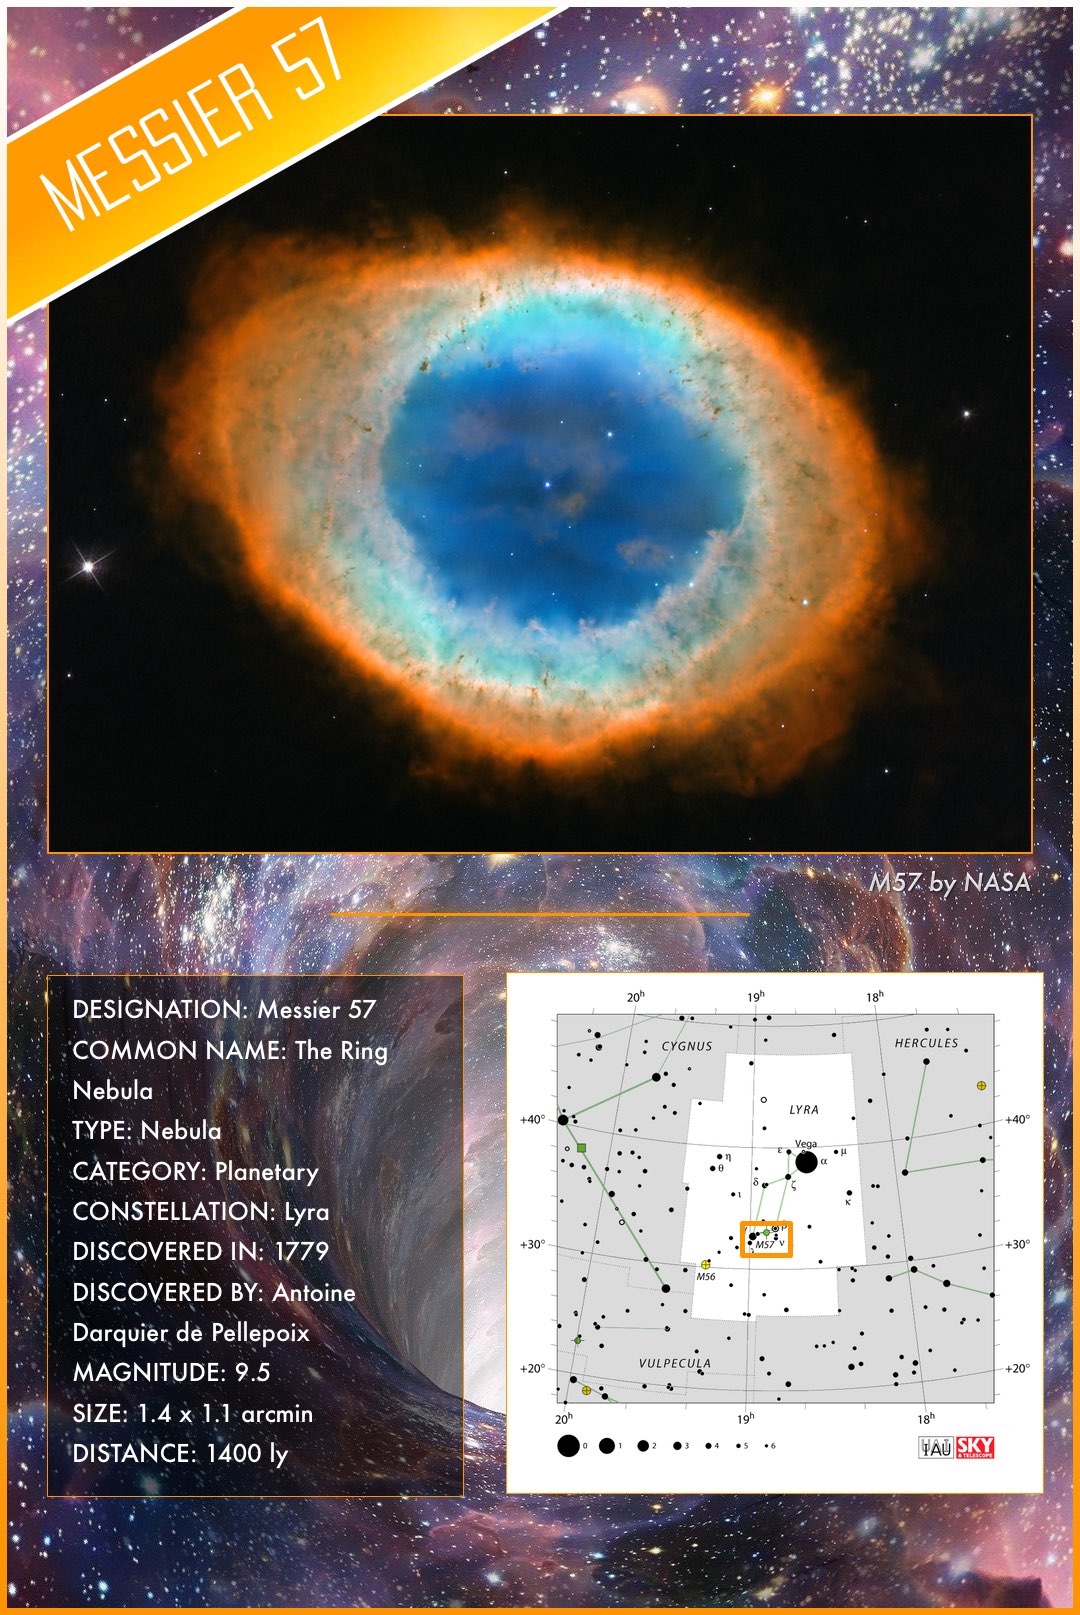 MESSIER 57
M57 by NASA
DESIGNATION: Messier 57
COMMON NAME: The Ring
Nebula
TYPE: Nebula
CATEGORY: Planetary
CONSTELLATION: Lyra
DISCOVERED IN: 1779
DISCOVERED BY: Antoine
Darquier de Pellepoix
MAGNITUDE: 9.5
SIZE: 1.4 x 1.1 arcmin
DISTANCE: 1400 ly
20h 19h 18h
CYGNUS
HERCULES
LYRA
+40° +40°
Vega
ε α μ
η
θ
δ ζ
ι κ
+30° +30°
M57 ν
M56
VULPECULA
+20° +20°
20h 19h 18h
0 1 2 3 4 5 6
IAU SKY
& TELESCOPE